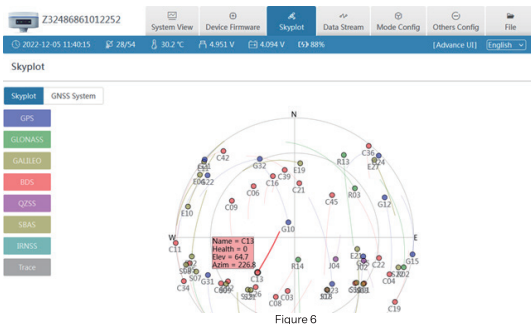 Z32486861012252
System View
Device Firmware
Skyplot
Data Stream
Mode Config
Others Config
File
2022-12-05 11:40:15
28/54
30.2 ℃
4.951 V
4.094 V
88%
[Advance UI]
English
Skyplot
Skyplot
GNSS System
GPS
GLONASS
GALILEO
BDS
QZSS
SBAS
IRNSS
Trace
N
C42
G32
C39
E19
C16
C21
C06
R13
C36
E27
G22
C09
E10
C45
R03
G12
G10
W
E
C11
Name = C13
Health = 0
Elev = 64.7
Azim = 226.8
C13
R14
J04
C22
G15
C04
S07
G31
C34
C08
C03
C19
Figure 6